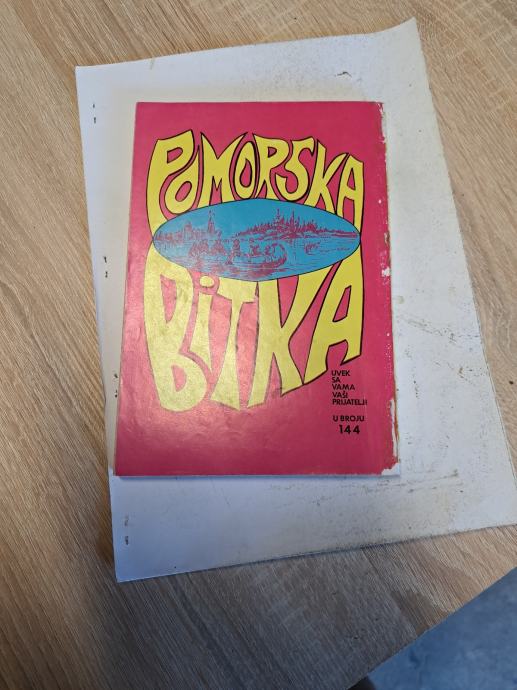 POMORSKA
BiTKA
UVEK
SA
VAMA
VAŠI
PRIJATELJI
U BROJU
144